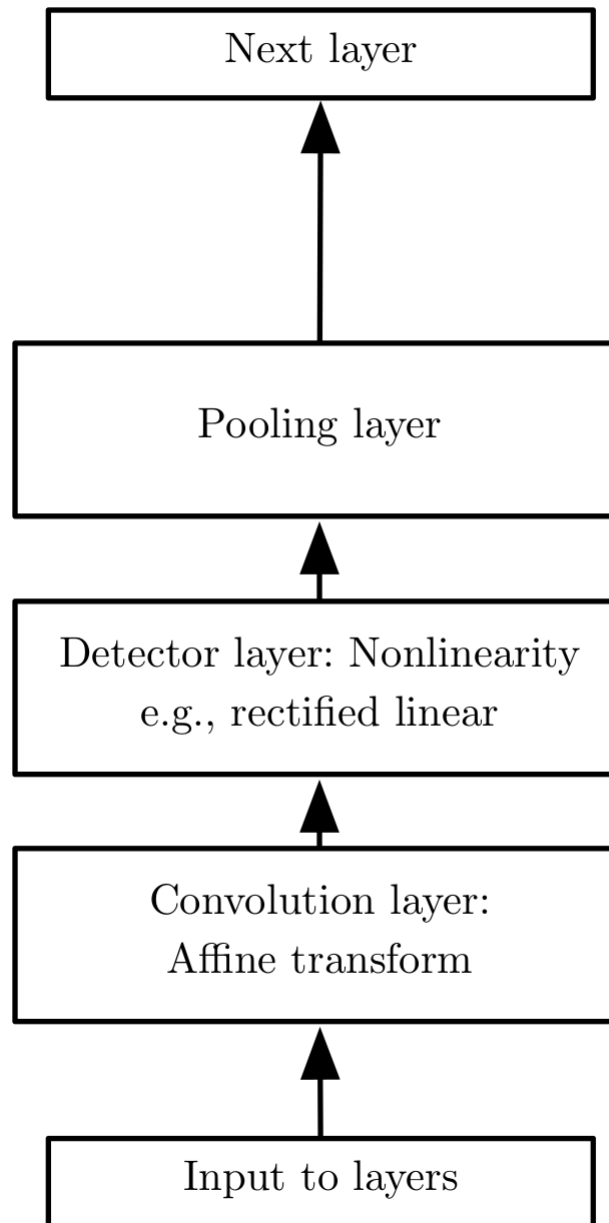 Next layer
Pooling layer
Detector layer: Nonlinearity
e.g., rectified linear
Convolution layer:
Affine transform
Input to layers